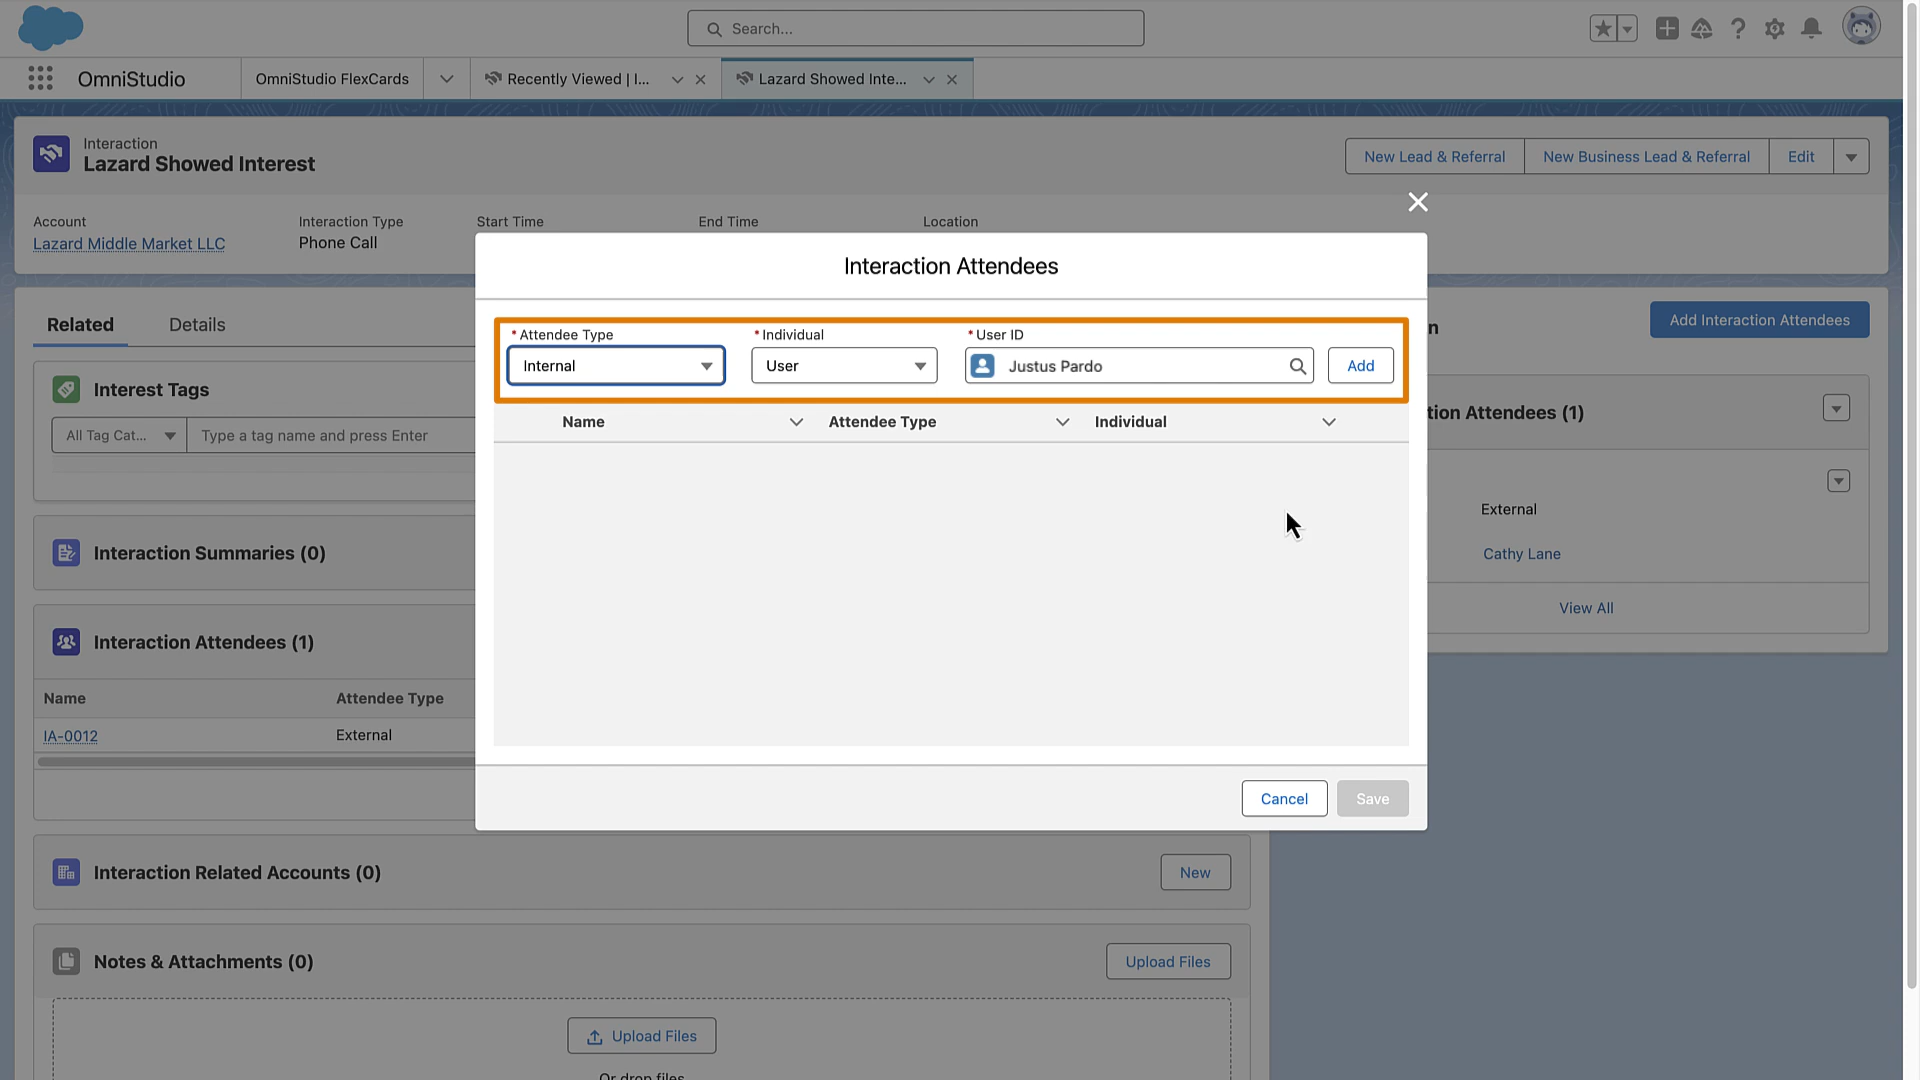 Search...
OmniStudio
OmniStudio FlexCards
Recently Viewed | I...
Lazard Showed Inte...
Interaction
Lazard Showed Interest
New Lead & Referral
New Business Lead & Referral
Edit
Account
Interaction Type
Start Time
End Time
Location
Lazard Middle Market LLC
Phone Call
Interaction Attendees
* Attendee Type
* Individual
* User ID
Internal
User
Justus Pardo
Add
Name
Attendee Type
Individual
Cancel
Save
Related
Details
Interest Tags
All Tag Cat...
Type a tag name and press Enter
Interaction Summaries (0)
Interaction Attendees (1)
Name
Attendee Type
IA-0012
External
Interaction Related Accounts (0)
New
Notes & Attachments (0)
Upload Files
Upload Files
Or drop files
n
Add Interaction Attendees
tion Attendees (1)
External
Cathy Lane
View All